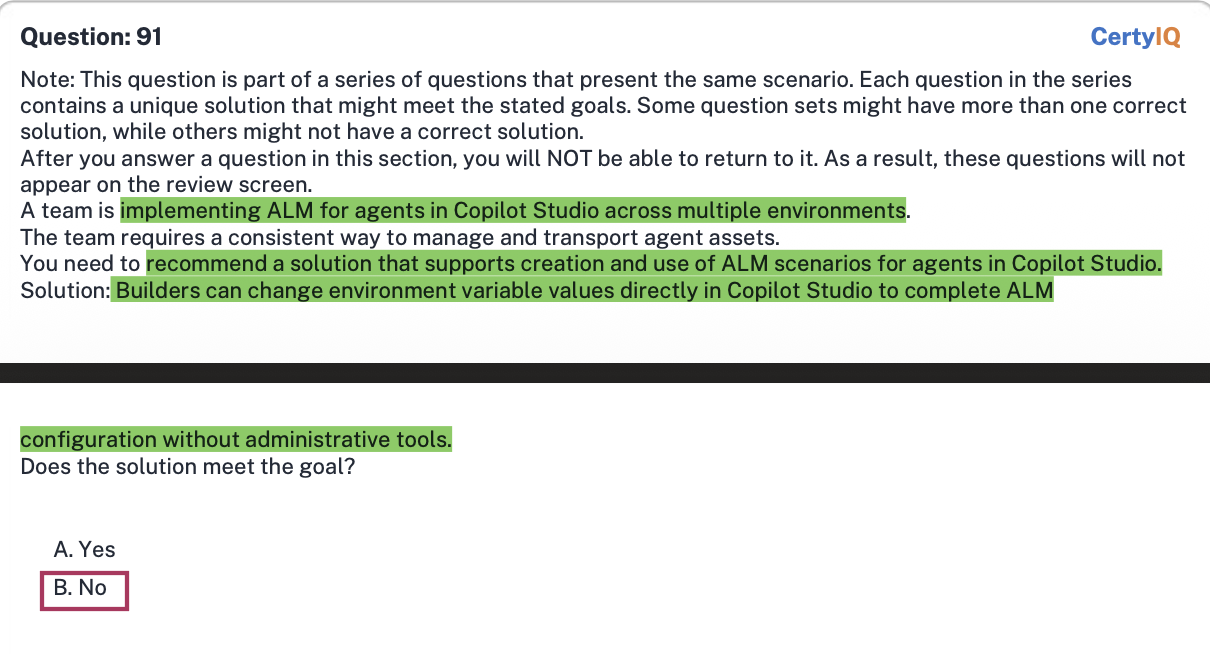 Question: 91
CertyIQ
Note: This question is part of a series of questions that present the same scenario. Each question in the series
contains a unique solution that might meet the stated goals. Some question sets might have more than one correct
solution, while others might not have a correct solution.
After you answer a question in this section, you will NOT be able to return to it. As a result, these questions will not
appear on the review screen.
A team is implementing ALM for agents in Copilot Studio across multiple environments.
The team requires a consistent way to manage and transport agent assets.
You need to recommend a solution that supports creation and use of ALM scenarios for agents in Copilot Studio.
Solution: Builders can change environment variable values directly in Copilot Studio to complete ALM
configuration without administrative tools.
Does the solution meet the goal?
A. Yes
B. No